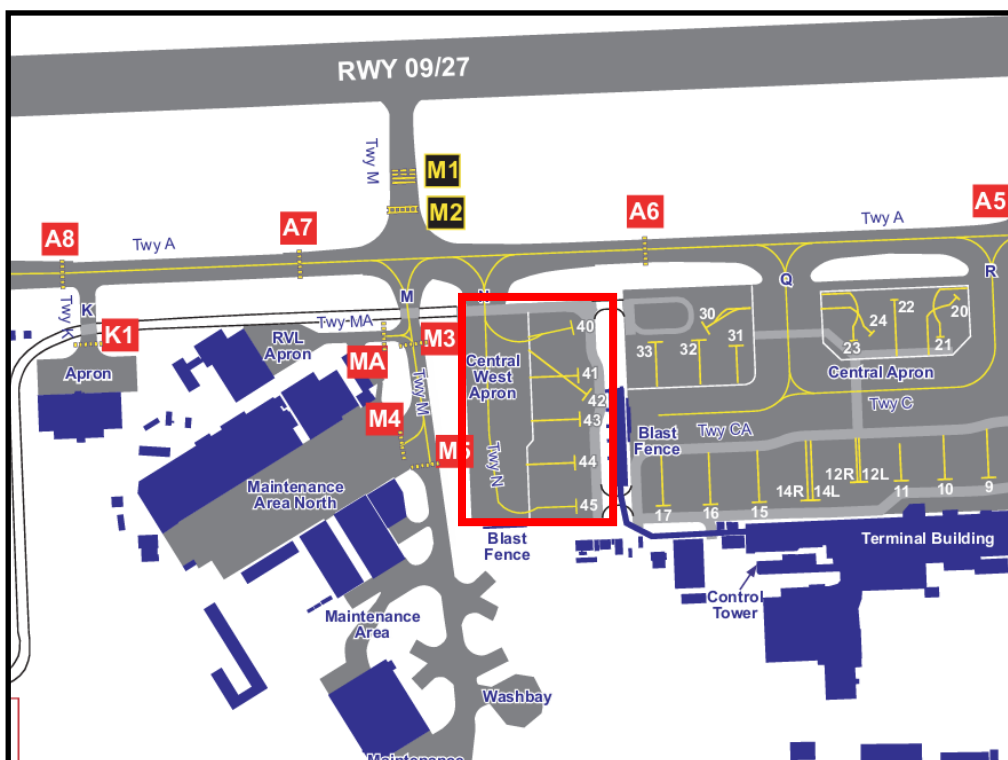 RWY 09/27
Twy M
M1
M2
A8
Twy A
A7
A6
Twy A
A5
K
Twy K
K1
Apron
RVL
Apron
Twy-MA
MA
M
M3
Twy M
M4
M5
Central
West
Apron
Twy N
40
41
42
43
44
45
Blast
Fence
30
31
32
33
Q
R
20
21
22
23
24
Central Apron
Twy C
Twy CA
Blast
Fence
17
16
15
14R
14L
12R
12L
11
10
9
Terminal Building
Control
Tower
Maintenance
Area North
Maintenance
Area
Washbay
Maintenance